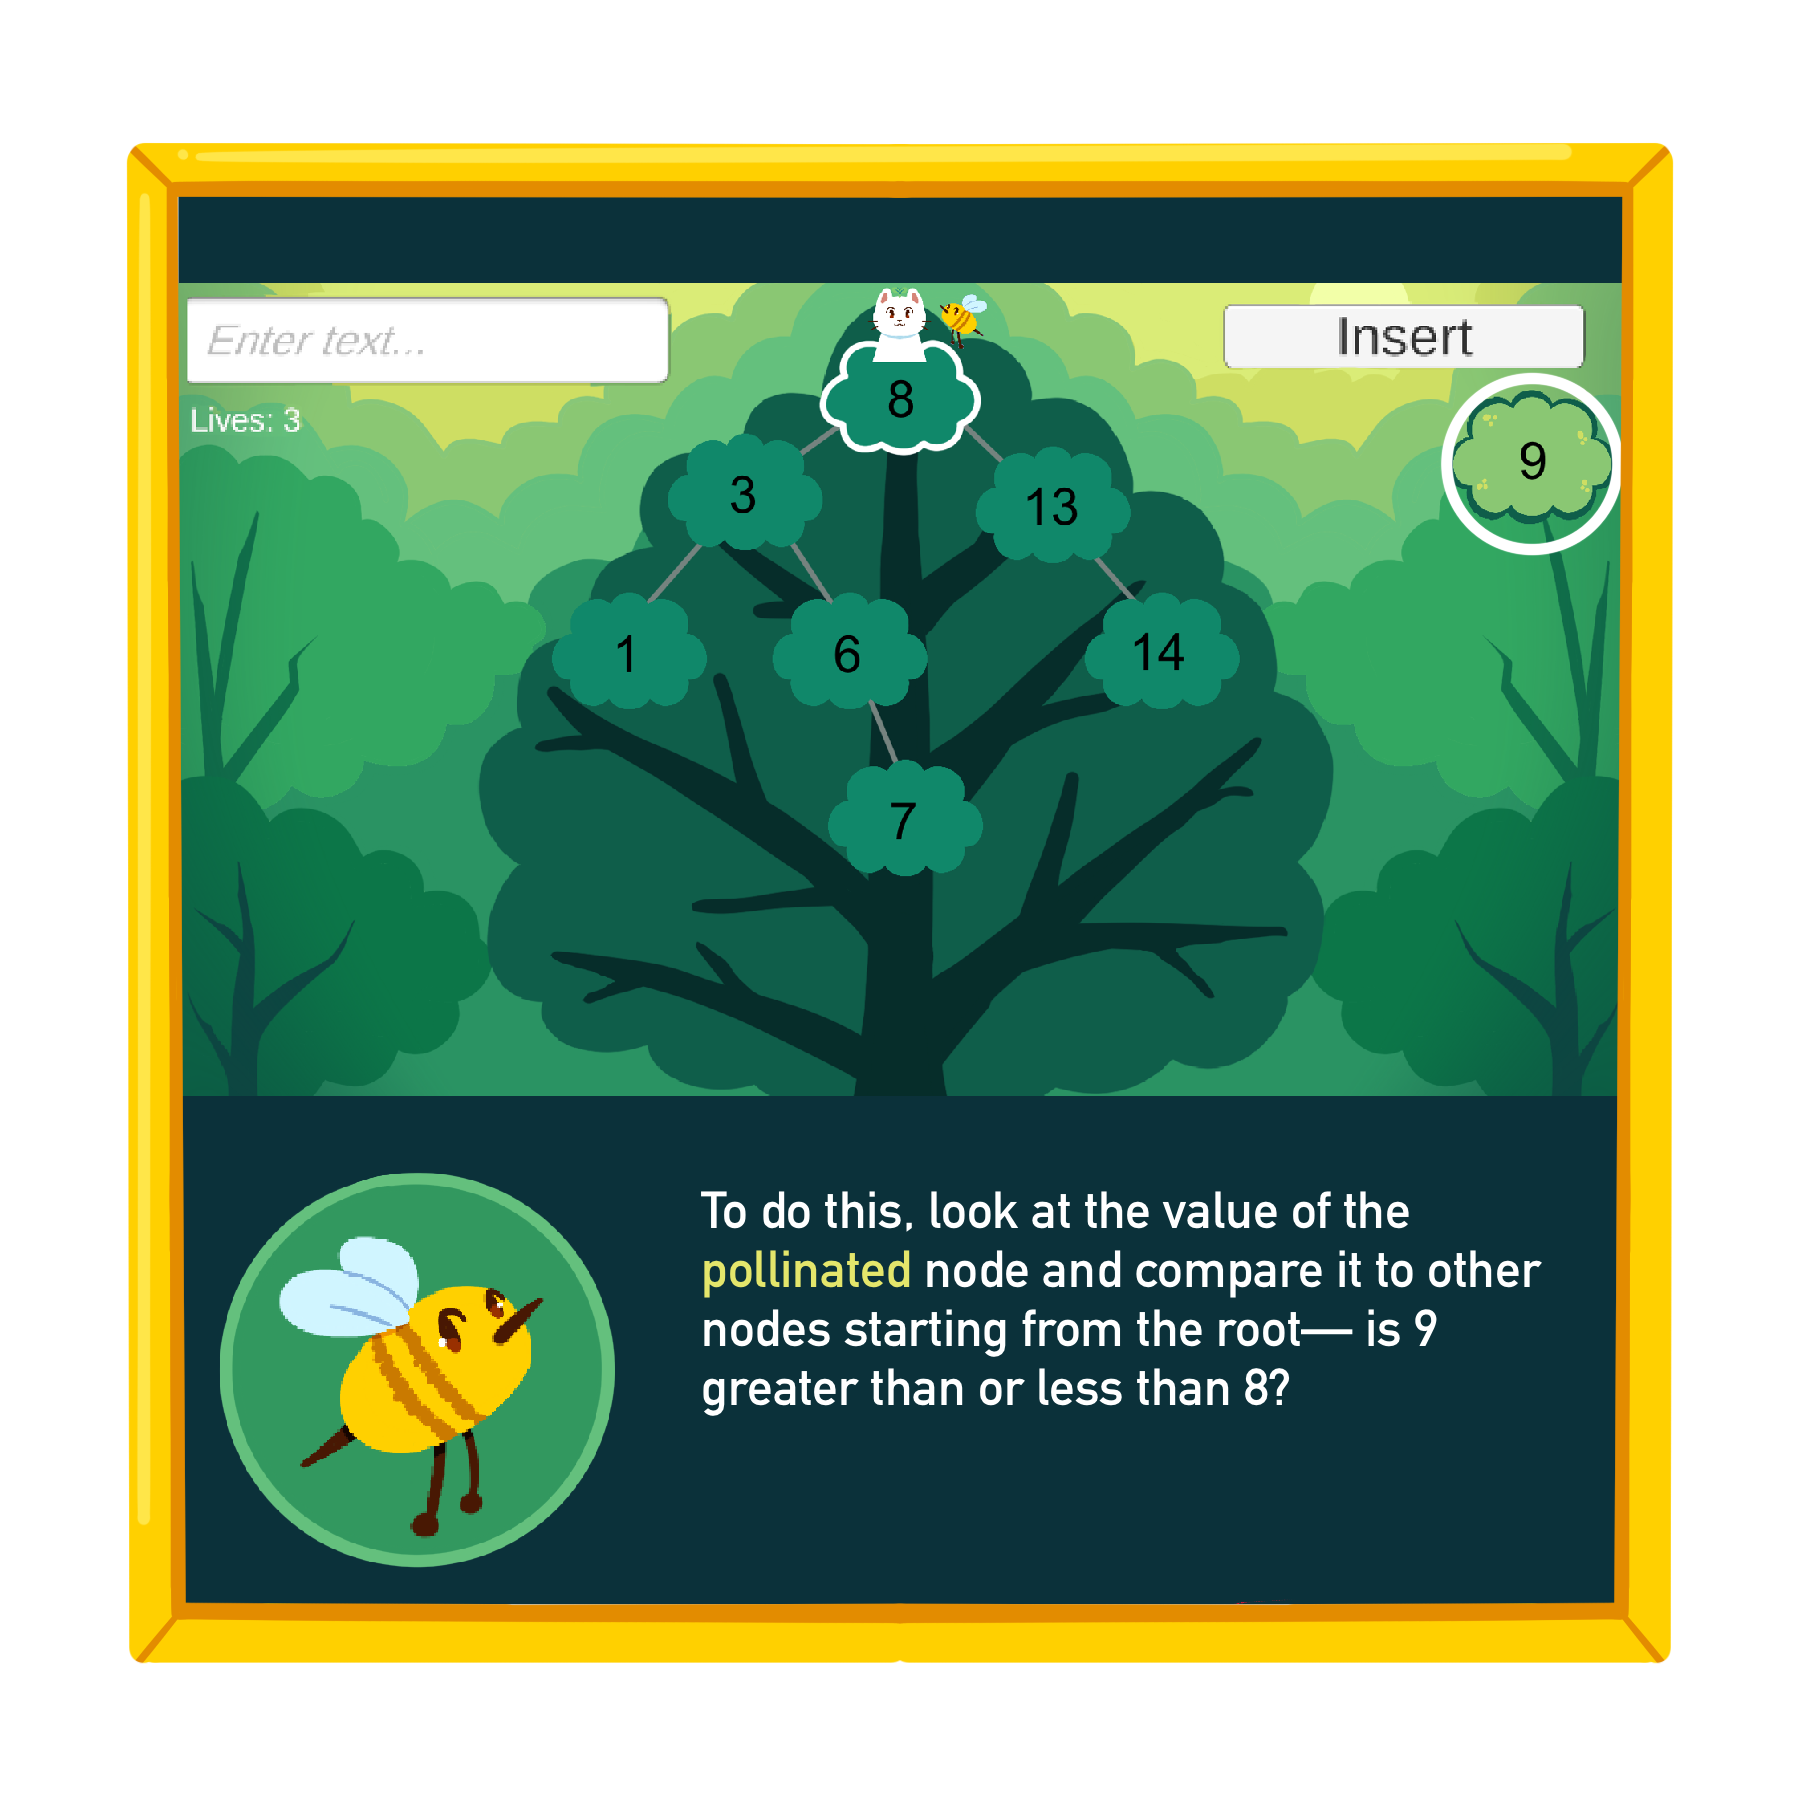 Enter text...
Insert
Lives: 3
8
9
3
13
1
6
14
7
To do this, look at the value of the
pollinated node and compare it to other
nodes starting from the root— is 9
greater than or less than 8?